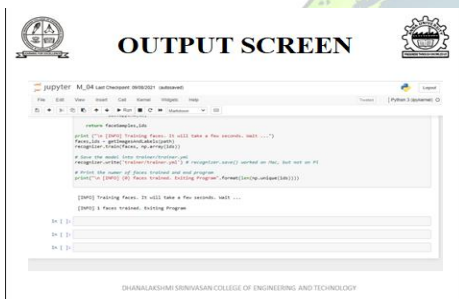 OUTPUT SCREEN
jupyter M_04 Last Checkpoint: 09/08/2021 (autosaved)
Logout
File Edit View Insert Cell Kernel Widgets Help
Trusted
Python 3 (ipykernel)
Run
Markdown
return faceSamples,ids
print ("\n [INFO] Training faces. It will take a few seconds. Wait ...")
faces,ids = getImagesAndLabels(path)
recognizer.train(faces, np.array(ids))
# Save the model into trainer/trainer.yml
recognizer.write('trainer/trainer.yml') # recognizer.save() worked on Mac, but not on Pi
# Print the numer of faces trained and end program
print("\n [INFO] {0} faces trained. Exiting Program".format(len(np.unique(ids))))
[INFO] Training faces. It will take a few seconds. Wait ...
[INFO] 1 faces trained. Exiting Program
In [ ]:
In [ ]:
In [ ]:
DHANALAKSHMI SRINIVASAN COLLEGE OF ENGINEERING AND TECHNOLOGY